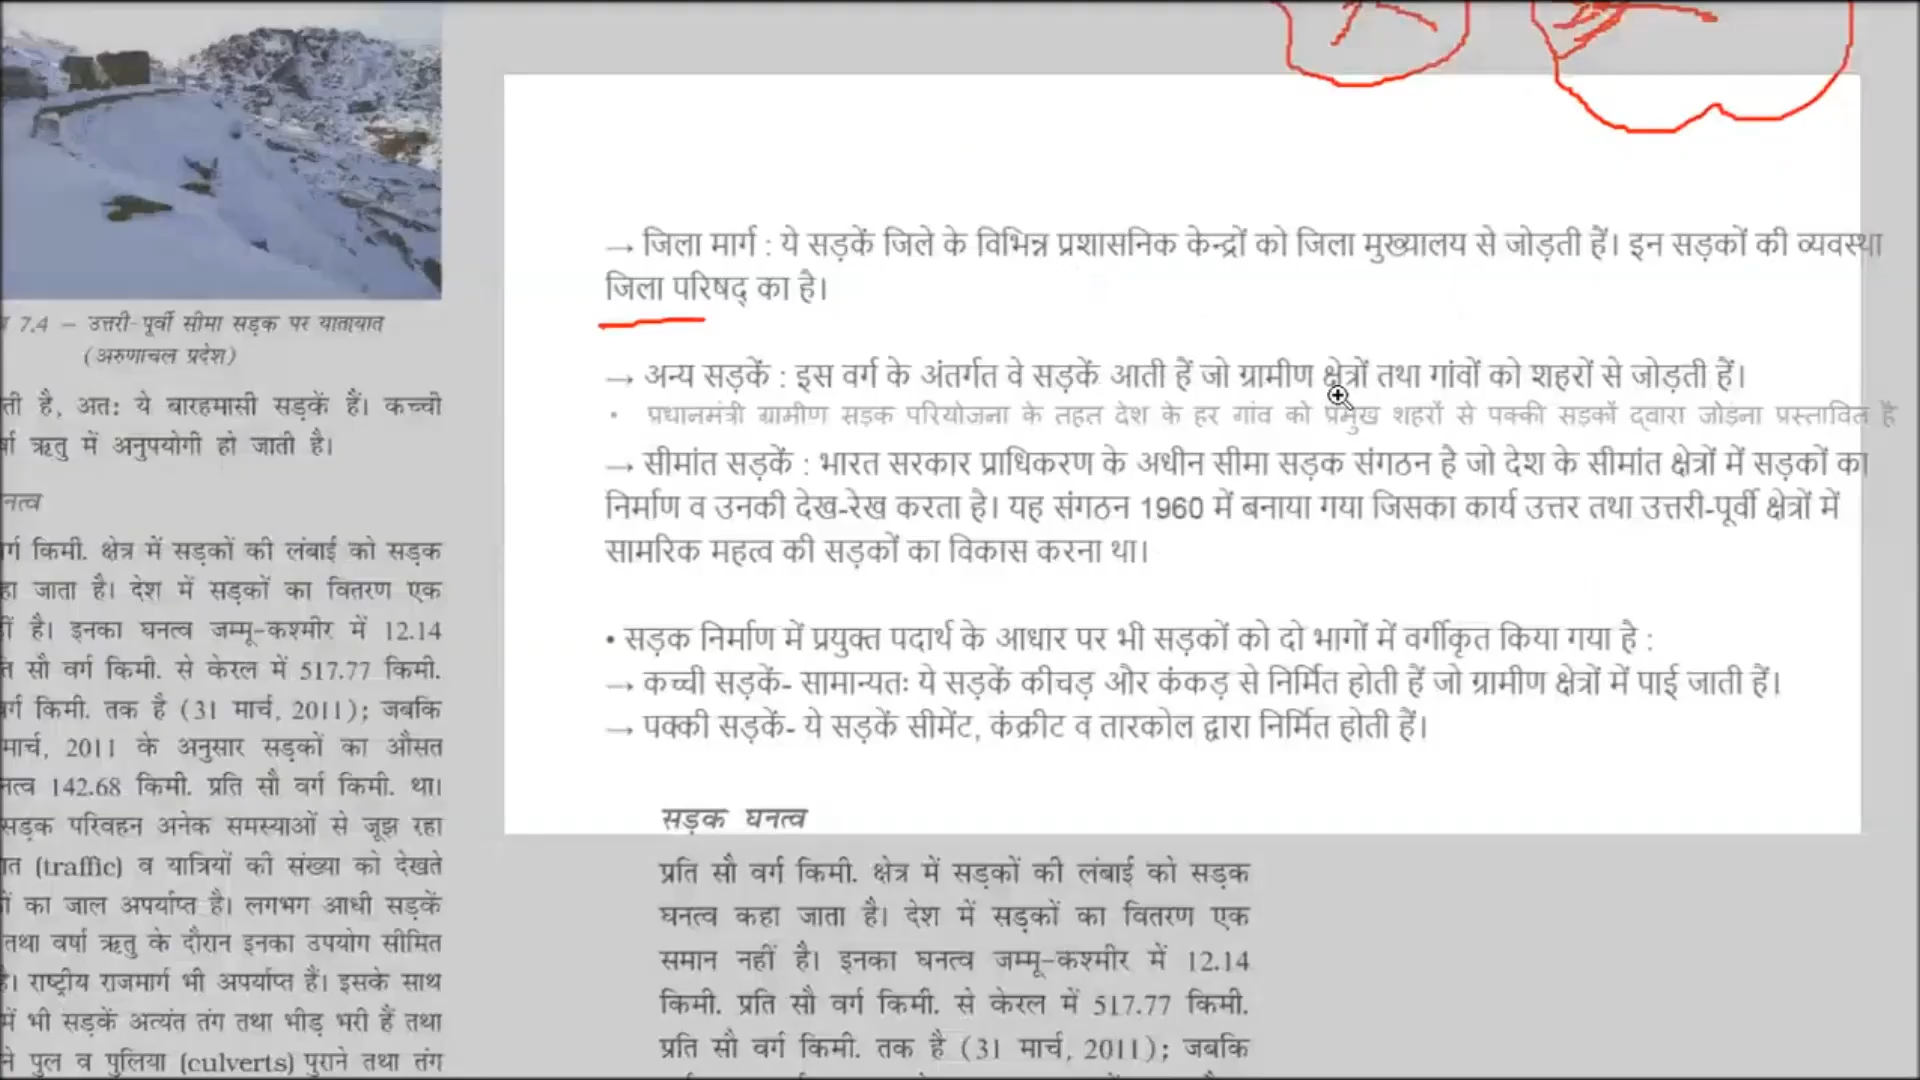 7.4 – उत्तरी-पूर्वी सीमा सड़क पर यातायात
(अरुणाचल प्रदेश)
ती है, अत: ये बारहमासी सड़कें हैं। कच्ची
र्षा ऋतु में अनुपयोगी हो जाती है।
नत्व
र्ग किमी. क्षेत्र में सड़कों की लंबाई को सड़क
हा जाता है। देश में सड़कों का वितरण एक
हीं है। इनका घनत्व जम्मू-कश्मीर में 12.14
ति सौ वर्ग किमी. से केरल में 517.77 किमी.
वर्ग किमी. तक है (31 मार्च, 2011); जबकि
मार्च, 2011 के अनुसार सड़कों का औसत
नत्व 142.68 किमी. प्रति सौ वर्ग किमी. था।
सड़क परिवहन अनेक समस्याओं से जूझ रहा
त (traffic) व यात्रियों की संख्या को देखते
ों का जाल अपर्याप्त है। लगभग आधी सड़कें
तथा वर्षा ऋतु के दौरान इनका उपयोग सीमित
है। राष्ट्रीय राजमार्ग भी अपर्याप्त हैं। इसके साथ
में भी सड़कें अत्यंत तंग तथा भीड़ भरी हैं तथा
ने पुल व पुलिया (culverts) पुराने तथा तंग
→ जिला मार्ग : ये सड़कें जिले के विभिन्न प्रशासनिक केन्द्रों को जिला मुख्यालय से जोड़ती हैं। इन सड़कों की व्यवस्था
जिला परिषद् का है।
→ अन्य सड़कें : इस वर्ग के अंतर्गत वे सड़कें आती हैं जो ग्रामीण क्षेत्रों तथा गांवों को शहरों से जोड़ती हैं।
• प्रधानमंत्री ग्रामीण सड़क परियोजना के तहत देश के हर गांव को प्रमुख शहरों से पक्की सड़कों द्वारा जोड़ना प्रस्तावित है
→ सीमांत सड़कें : भारत सरकार प्राधिकरण के अधीन सीमा सड़क संगठन है जो देश के सीमांत क्षेत्रों में सड़कों का
निर्माण व उनकी देख-रेख करता है। यह संगठन 1960 में बनाया गया जिसका कार्य उत्तर तथा उत्तरी-पूर्वी क्षेत्रों में
सामरिक महत्व की सड़कों का विकास करना था।
• सड़क निर्माण में प्रयुक्त पदार्थ के आधार पर भी सड़कों को दो भागों में वर्गीकृत किया गया है :
→ कच्ची सड़कें- सामान्यतः ये सड़कें कीचड़ और कंकड़ से निर्मित होती हैं जो ग्रामीण क्षेत्रों में पाई जाती हैं।
→ पक्की सड़कें- ये सड़कें सीमेंट, कंक्रीट व तारकोल द्वारा निर्मित होती हैं।
सड़क घनत्व
प्रति सौ वर्ग किमी. क्षेत्र में सड़कों की लंबाई को सड़क
घनत्व कहा जाता है। देश में सड़कों का वितरण एक
समान नहीं है। इनका घनत्व जम्मू-कश्मीर में 12.14
किमी. प्रति सौ वर्ग किमी. से केरल में 517.77 किमी.
प्रति सौ वर्ग किमी. तक है (31 मार्च, 2011); जबकि